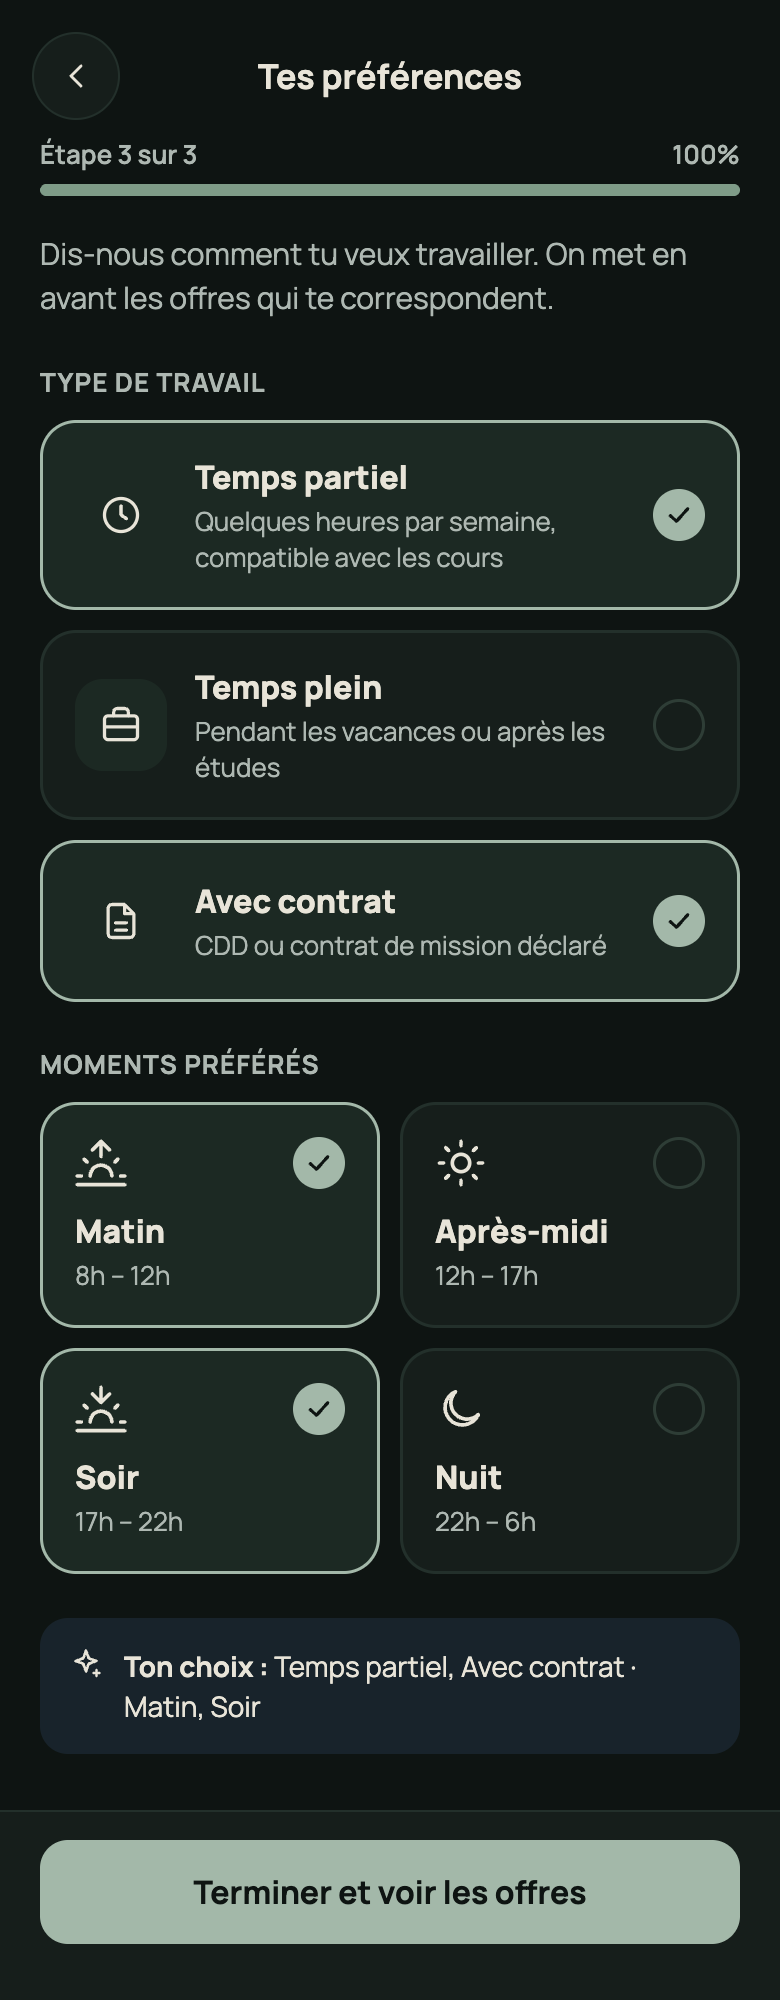 Tes préférences
Étape 3 sur 3
100%
Dis-nous comment tu veux travailler. On met en
avant les offres qui te correspondent.
TYPE DE TRAVAIL
Temps partiel
Quelques heures par semaine,
compatible avec les cours
Temps plein
Pendant les vacances ou après les
études
Avec contrat
CDD ou contrat de mission déclaré
MOMENTS PRÉFÉRÉS
Matin
8h – 12h
Après-midi
12h – 17h
Soir
17h – 22h
Nuit
22h – 6h
Ton choix : Temps partiel, Avec contrat ·
Matin, Soir
Terminer et voir les offres